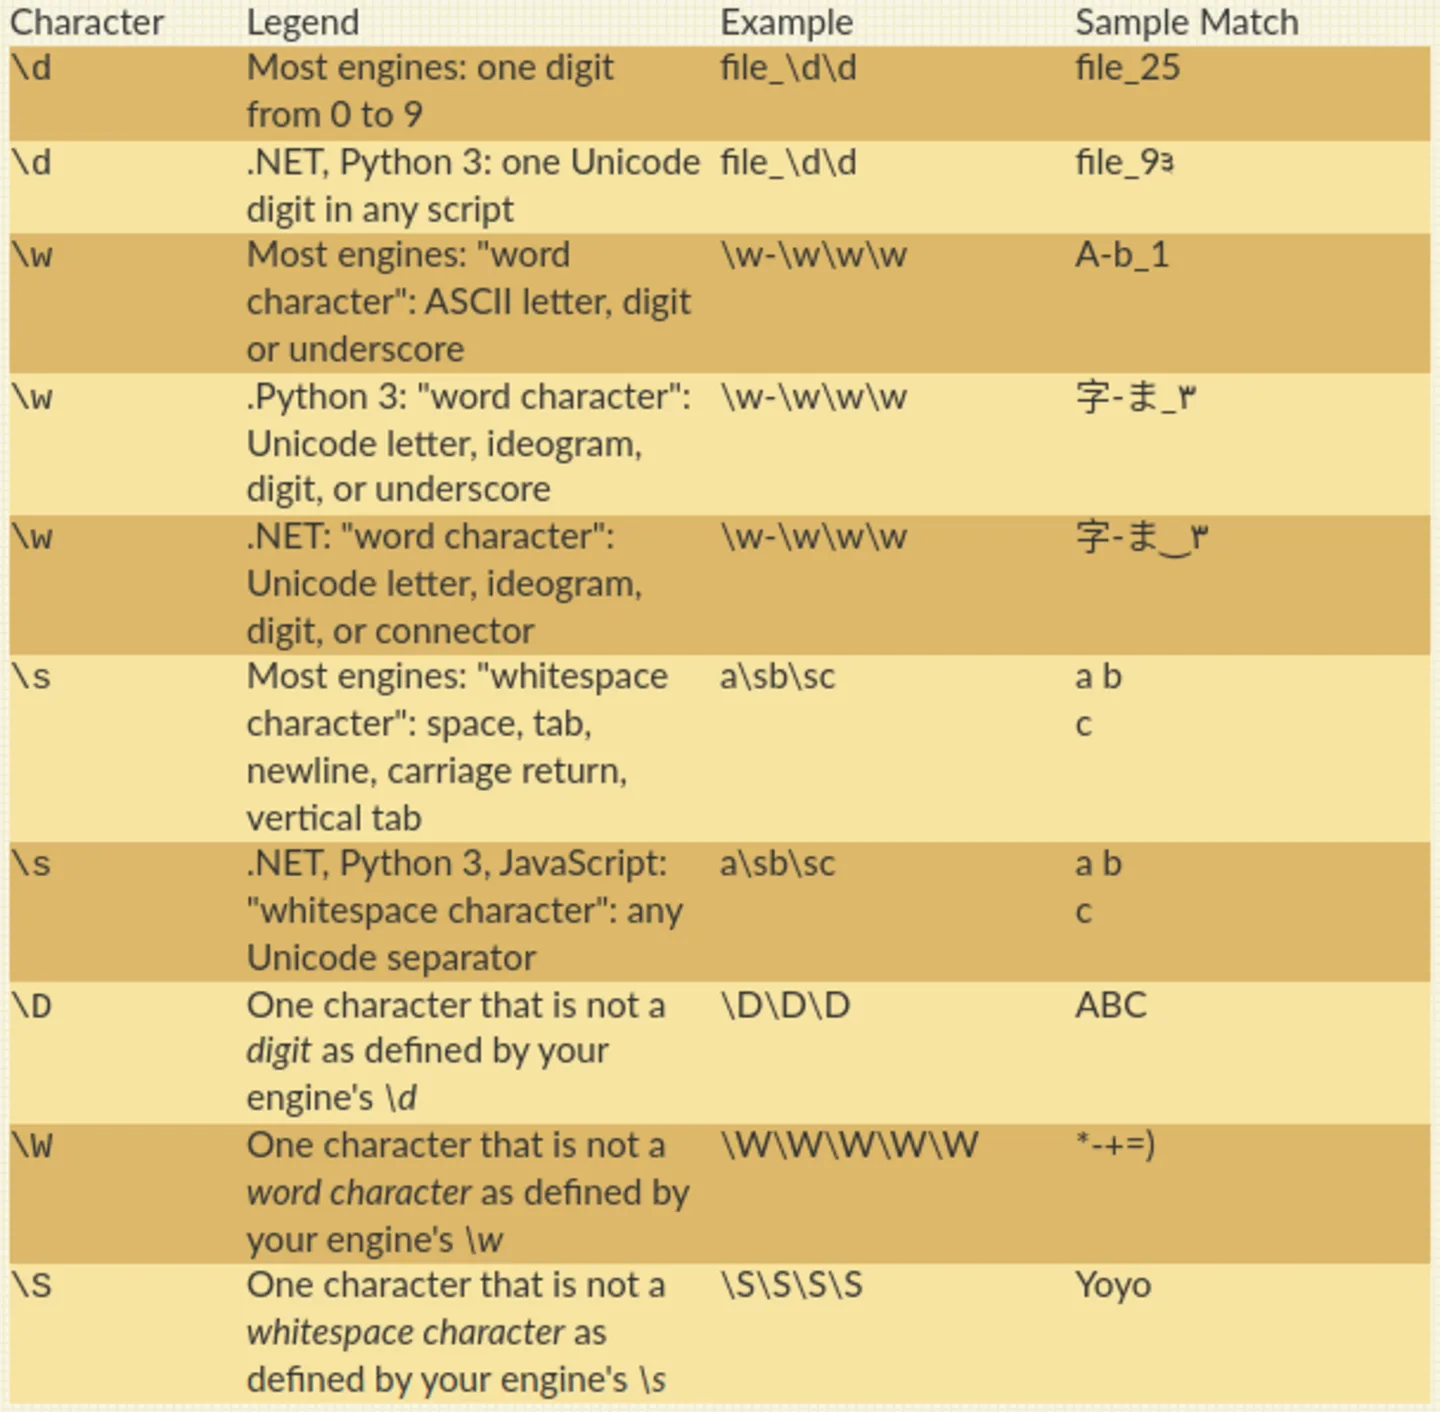 Character Legend Example Sample Match
\d Most engines: one digit file_\d\d file_25
from 0 to 9
\d .NET, Python 3: one Unicode file_\d\d file_9੩
digit in any script
\w Most engines: "word \w-\w\w\w A-b_1
character": ASCII letter, digit
or underscore
\w .Python 3: "word character": \w-\w\w\w 字-ま_۳
Unicode letter, ideogram,
digit, or underscore
\w .NET: "word character": \w-\w\w\w 字-ま‿۳
Unicode letter, ideogram,
digit, or connector
\s Most engines: "whitespace a\sb\sc a b
character": space, tab, c
newline, carriage return,
vertical tab
\s .NET, Python 3, JavaScript: a\sb\sc a b
"whitespace character": any c
Unicode separator
\D One character that is not a \D\D\D ABC
digit as defined by your
engine's \d
\W One character that is not a \W\W\W\W\W *-+=)
word character as defined by
your engine's \w
\S One character that is not a \S\S\S\S Yoyo
whitespace character as
defined by your engine's \s